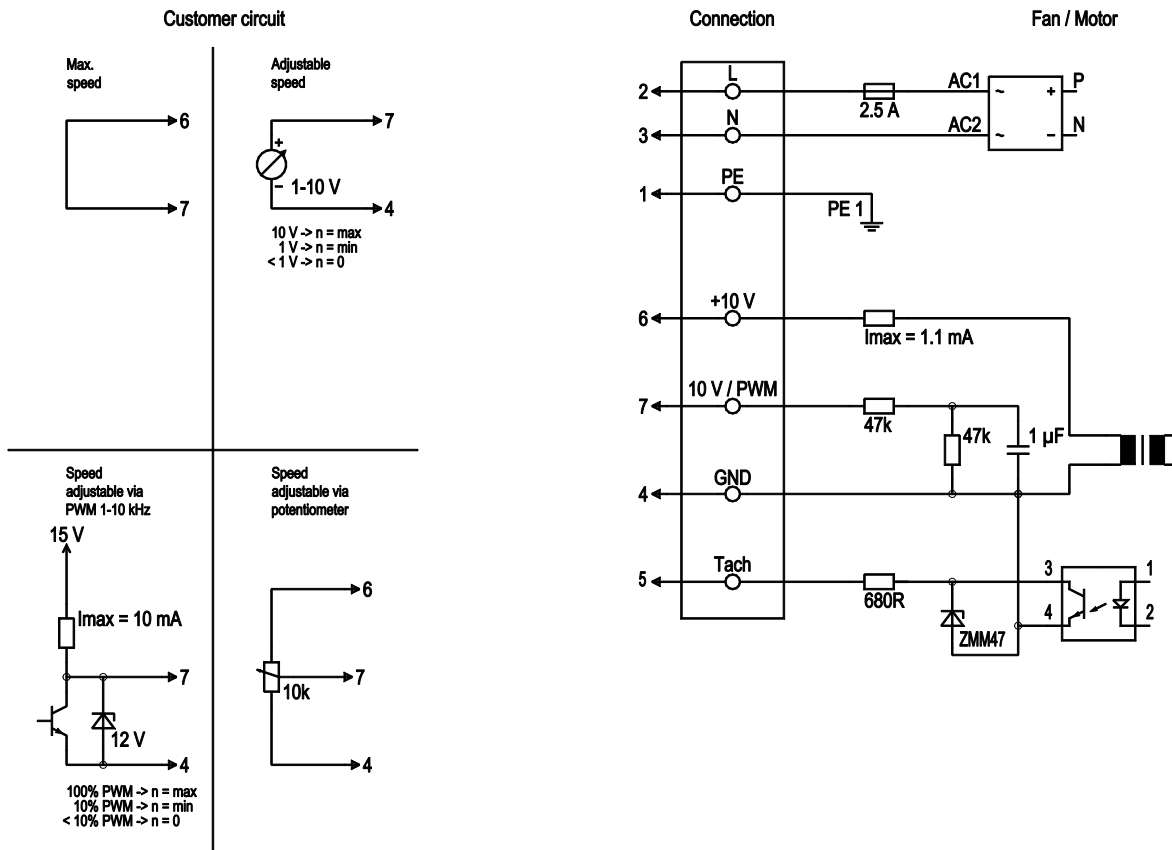 Customer circuit
Max.
speed
6
7
Adjustable
speed
7
+
−
1-10 V
4
10 V -> n = max
1 V -> n = min
< 1 V -> n = 0
Speed
adjustable via
PWM 1-10 kHz
15 V
Imax = 10 mA
7
12 V
4
100% PWM -> n = max
10% PWM -> n = min
< 10% PWM -> n = 0
Speed
adjustable via
potentiometer
6
7
10k
4
Connection
Fan / Motor
2
L
2.5 A
AC1
~
+
P
3
N
AC2
~
−
N
1
PE
PE 1
6
+10 V
Imax = 1.1 mA
7
10 V / PWM
47k
47k
1 µF
4
GND
5
Tach
680R
ZMM47
3
4
1
2